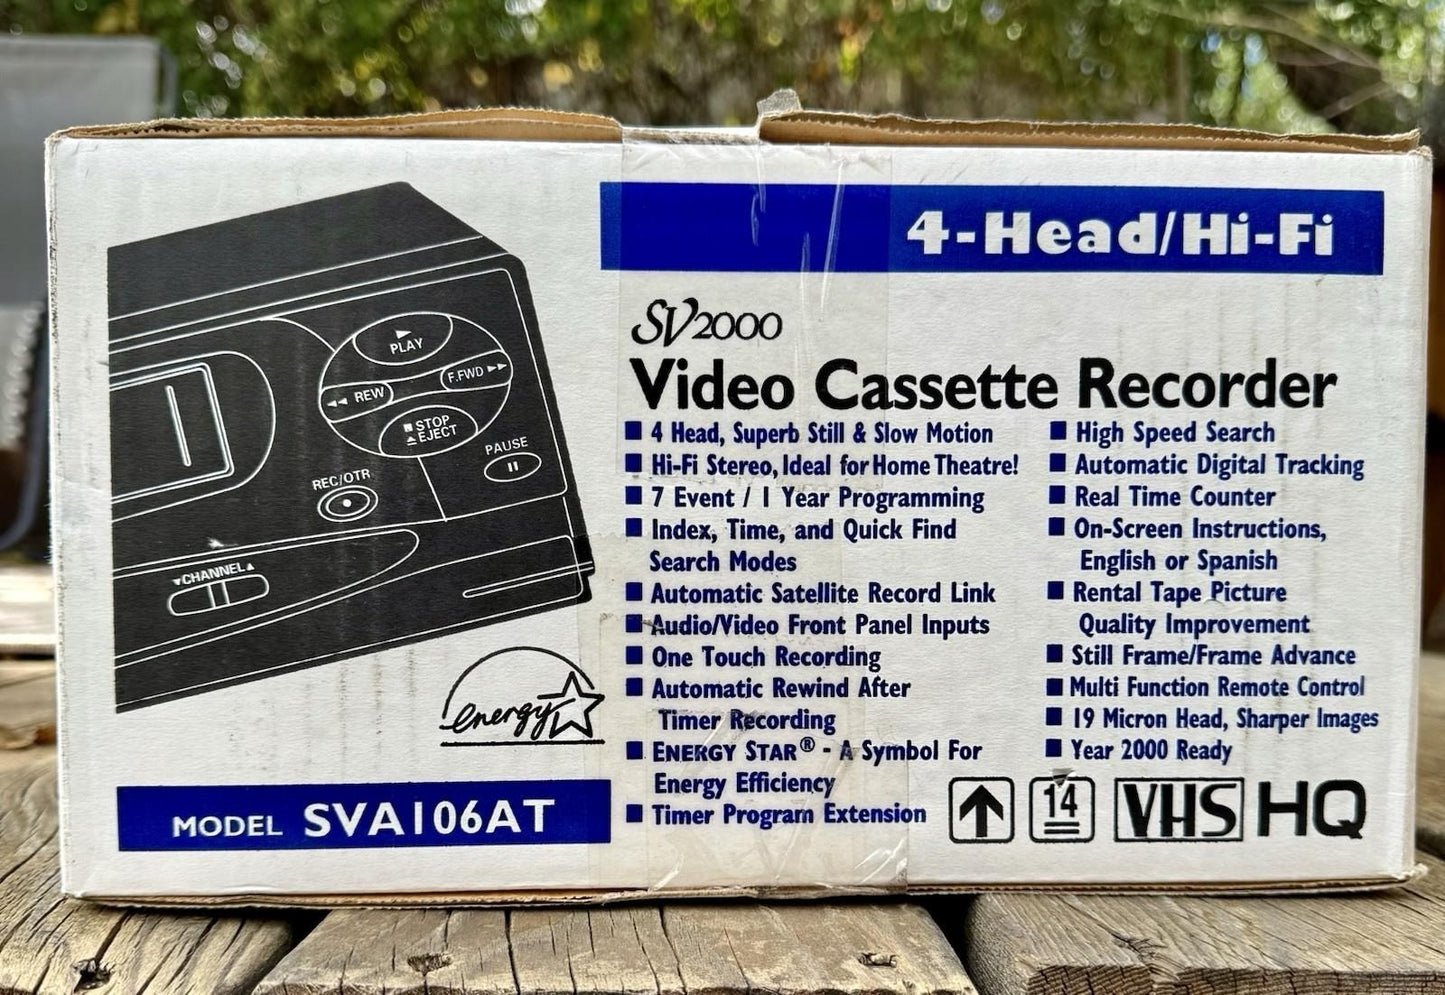 4-Head/Hi-Fi
SV2000
Video Cassette Recorder
4 Head, Superb Still & Slow Motion
Hi-Fi Stereo, Ideal for Home Theatre!
7 Event / 1 Year Programming
Index, Time, and Quick Find
Search Modes
Automatic Satellite Record Link
Audio/Video Front Panel Inputs
One Touch Recording
Automatic Rewind After
Timer Recording
ENERGY STAR® - A Symbol For
Energy Efficiency
Timer Program Extension
High Speed Search
Automatic Digital Tracking
Real Time Counter
On-Screen Instructions,
English or Spanish
Rental Tape Picture
Quality Improvement
Still Frame/Frame Advance
Multi Function Remote Control
19 Micron Head, Sharper Images
Year 2000 Ready
PLAY
REW
F.FWD
STOP
EJECT
PAUSE
REC/OTR
CHANNEL
energy
MODEL SVA106AT
14
VHS HQ